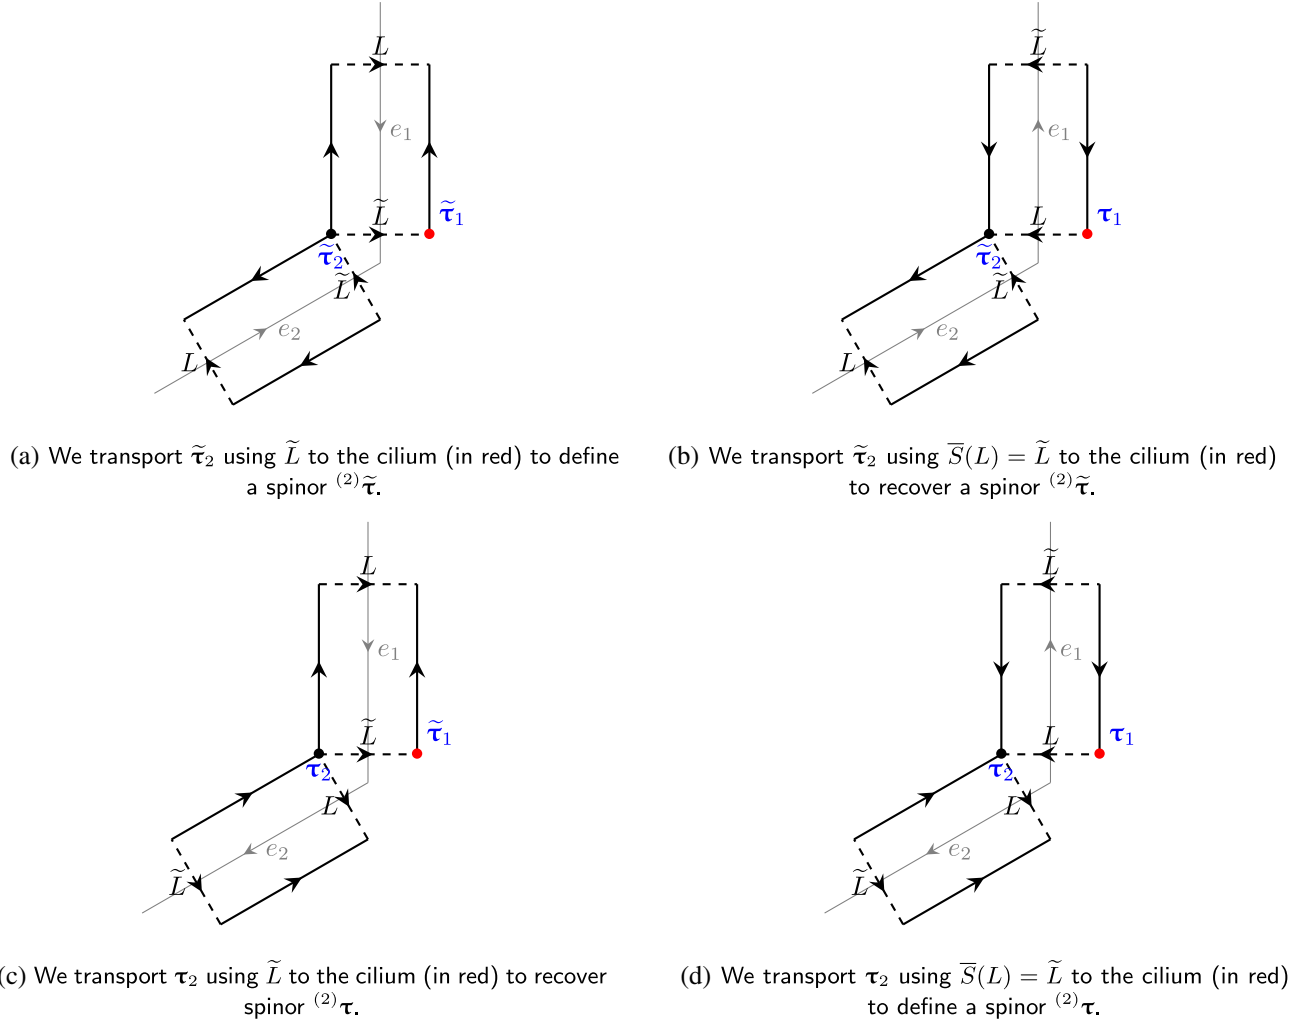 L
L̃
e₁
e₁
L̃
τ̃₁
L
τ₁
τ̃₂
τ̃₂
L̃
L̃
e₂
e₂
L
L
(a) We transport τ̃₂ using L̃ to the cilium (in red) to define
a spinor ⁽²⁾τ̃.
(b) We transport τ̃₂ using S̅(L) = L̃ to the cilium (in red)
to recover a spinor ⁽²⁾τ̃.
L
L̃
e₁
e₁
L̃
τ̃₁
L
τ₁
τ₂
τ₂
L
L
e₂
e₂
L̃
L̃
(c) We transport τ₂ using L̃ to the cilium (in red) to recover
spinor ⁽²⁾τ.
(d) We transport τ₂ using S̅(L) = L̃ to the cilium (in red)
to define a spinor ⁽²⁾τ.